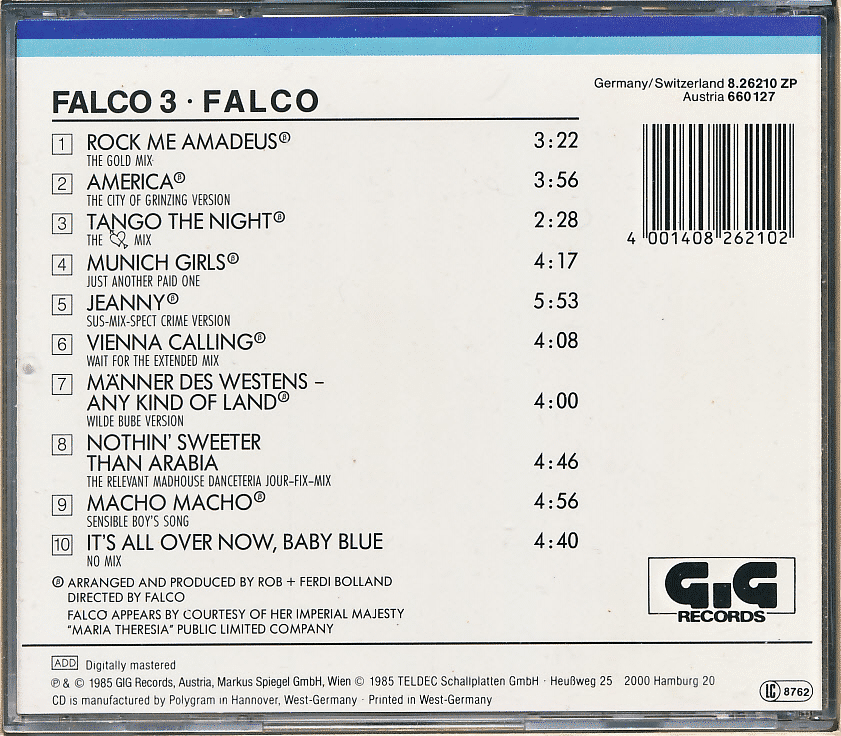 Germany/Switzerland 8.26210 ZP
Austria 660127
FALCO 3 · FALCO
1 ROCK ME AMADEUS Ⓑ 3:22
THE GOLD MIX
2 AMERICA Ⓑ 3:56
THE CITY OF GRINZING VERSION
3 TANGO THE NIGHT Ⓑ 2:28
THE MIX
4 MUNICH GIRLS Ⓑ 4:17
JUST ANOTHER PAID ONE
5 JEANNY Ⓑ 5:53
SUS-MIX-SPECT CRIME VERSION
6 VIENNA CALLING Ⓑ 4:08
WAIT FOR THE EXTENDED MIX
7 MÄNNER DES WESTENS –
ANY KIND OF LAND Ⓑ 4:00
WILDE BUBE VERSION
8 NOTHIN' SWEETER
THAN ARABIA 4:46
THE RELEVANT MADHOUSE DANCETERIA JOUR-FIX-MIX
9 MACHO MACHO Ⓑ 4:56
SENSIBLE BOY'S SONG
10 IT'S ALL OVER NOW, BABY BLUE 4:40
NO MIX
Ⓑ ARRANGED AND PRODUCED BY ROB + FERDI BOLLAND
DIRECTED BY FALCO
FALCO APPEARS BY COURTESY OF HER IMPERIAL MAJESTY
"MARIA THERESIA" PUBLIC LIMITED COMPANY
4 001408 262102
GIG
RECORDS
ADD Digitally mastered
℗ & © 1985 GIG Records, Austria, Markus Spiegel GmbH, Wien © 1985 TELDEC Schallplatten GmbH · Heußweg 25 2000 Hamburg 20
CD is manufactured by Polygram in Hannover, West-Germany · Printed in West-Germany
LC 8762